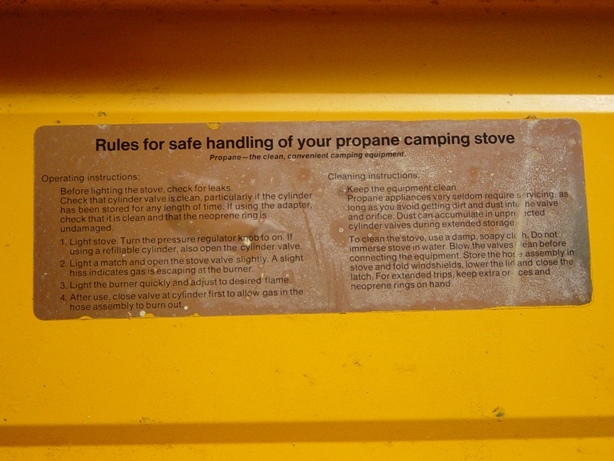 Rules for safe handling of your propane camping stove
Propane—the clean, convenient camping equipment.
Operating instructions:
Before lighting the stove, check for leaks.
Check that cylinder valve is clean, particularly if the cylinder
has been stored for any length of time. If using the adapter,
check that it is clean and that the neoprene ring is
undamaged.
1. Light stove. Turn the pressure regulator knob to on. If
using a refillable cylinder, also open the cylinder valve.
2. Light a match and open the stove valve slightly. A slight
hiss indicates gas is escaping at the burner.
3. Light the burner quickly and adjust to desired flame.
4. After use, close valve at cylinder first to allow gas in the
hose assembly to burn out.
Cleaning instructions:
Keep the equipment clean.
Propane appliances very seldom require servicing, as
long as you avoid getting dirt and dust into the valve
and orifice. Dust can accumulate in unprotected
cylinder valves during extended storage.
To clean the stove, use a damp, soapy cloth. Do not
immerse stove in water. Blow the valves clean before
connecting the equipment. Store the hose assembly in
stove and fold windshields, lower the lid and close the
latch. For extended trips, keep extra orifices and
neoprene rings on hand.